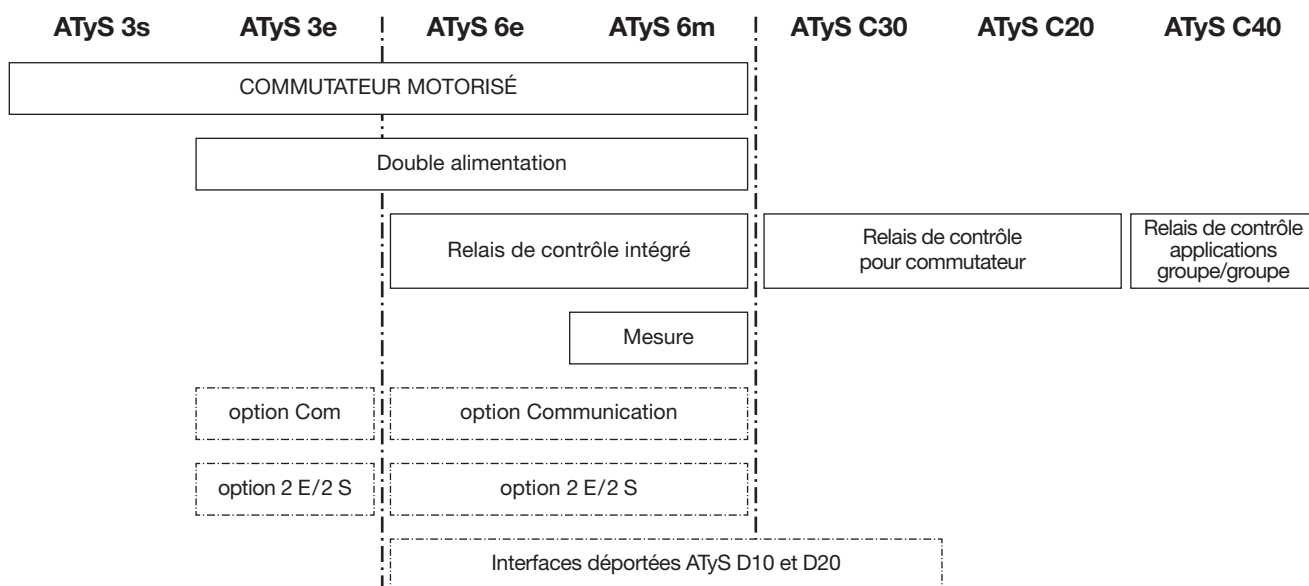 ATyS 3s ATyS 3e ATyS 6e ATyS 6m ATyS C30 ATyS C20 ATyS C40
COMMUTATEUR MOTORISÉ
Double alimentation
Relais de contrôle intégré
Relais de contrôle
pour commutateur
Relais de contrôle
applications
groupe/groupe
Mesure
option Com
option Communication
option 2 E/2 S
option 2 E/2 S
Interfaces déportées ATyS D10 et D20